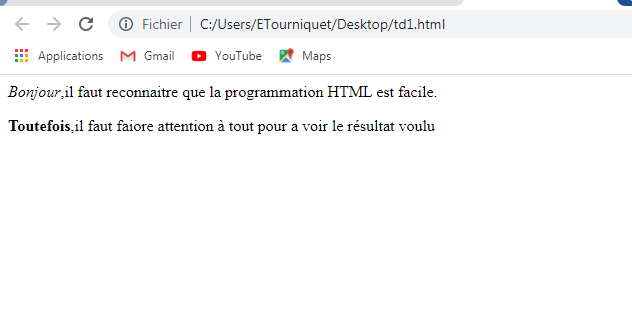 Fichier | C:/Users/ETourniquet/Desktop/td1.html
Applications Gmail YouTube Maps
Bonjour,il faut reconnaitre que la programmation HTML est facile.
Toutefois,il faut faiore attention à tout pour a voir le résultat voulu